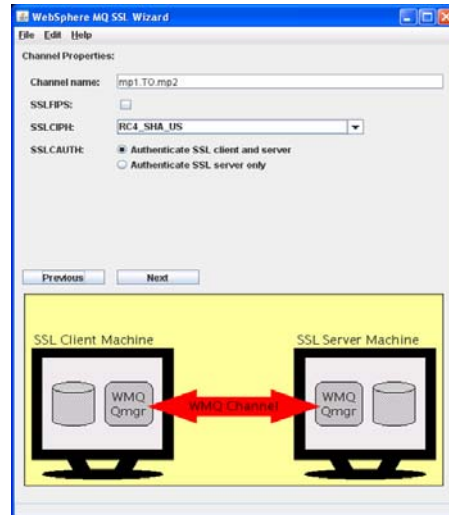 WebSphere MQ SSL Wizard
File Edit Help
Channel Properties:
Channel name: mp1.TO.mp2
SSLFIPS:
SSLCIPH: RC4_SHA_US
SSLCAUTH: Authenticate SSL client and server
Authenticate SSL server only
Previous Next
SSL Client Machine SSL Server Machine
WMQ Qmgr WMQ Channel WMQ Qmgr